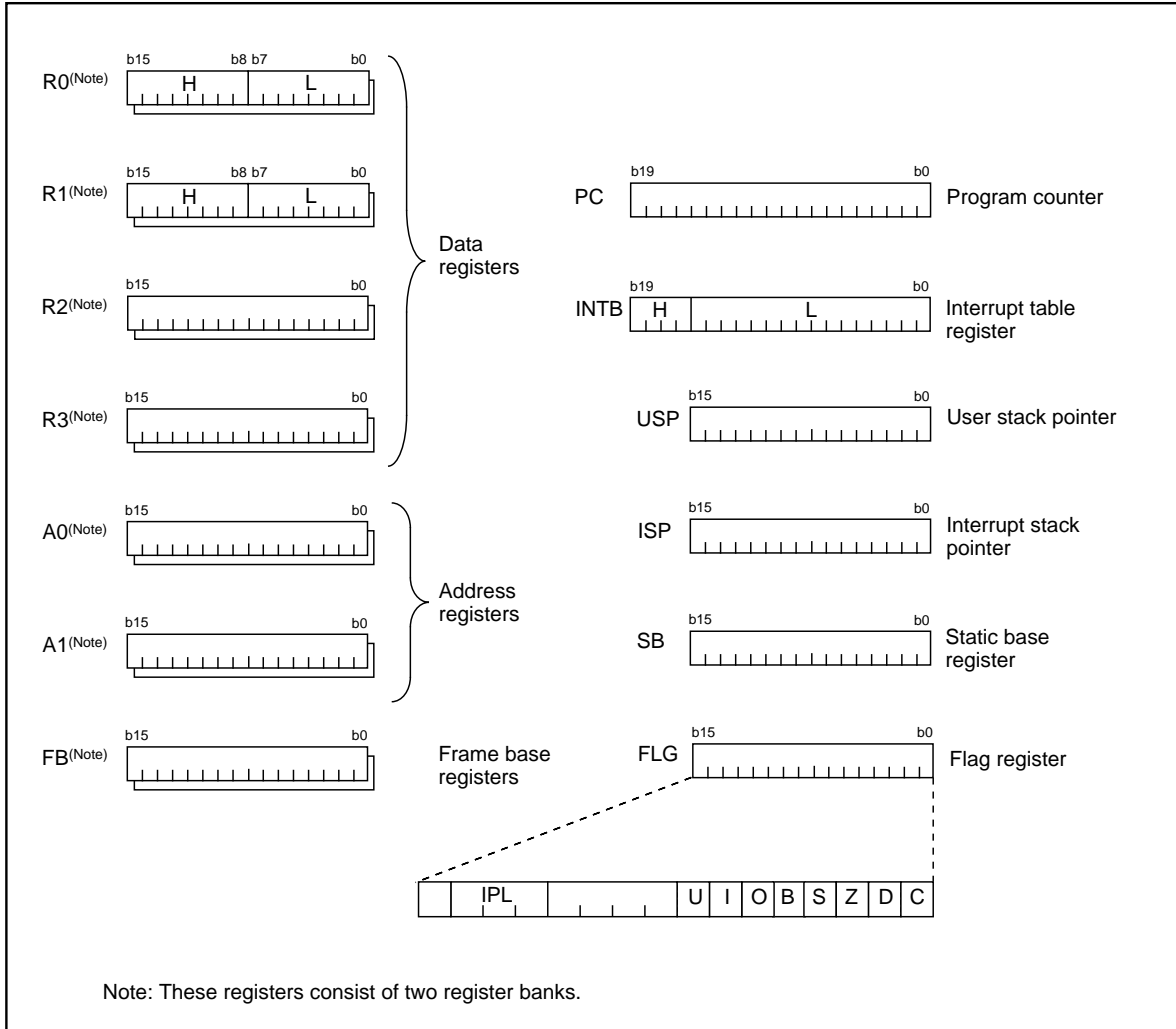 b15 b8 b7 b0
R0(Note) H L
b15 b8 b7 b0
R1(Note) H L
Data
registers
b15 b0
R2(Note)
b15 b0
R3(Note)
b15 b0
A0(Note)
Address
registers
b15 b0
A1(Note)
b15 b0
FB(Note)
Frame base
registers
b19 b0
PC Program counter
b19 b0
INTB H L Interrupt table
register
b15 b0
USP User stack pointer
b15 b0
ISP Interrupt stack
pointer
b15 b0
SB Static base
register
b15 b0
FLG Flag register
IPL U I O B S Z D C
Note: These registers consist of two register banks.